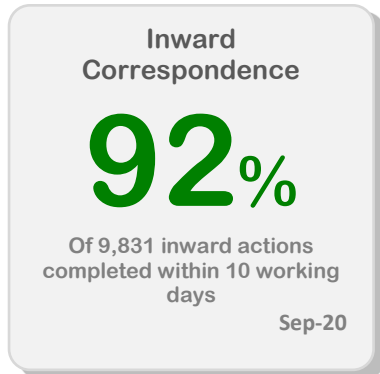 Inward
Correspondence
92%
Of 9,831 inward actions
completed within 10 working
days
Sep-20